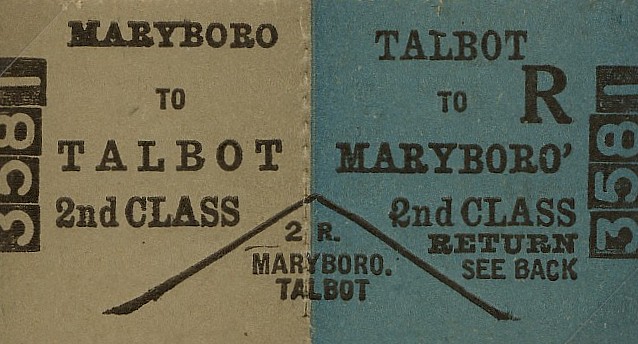 MARYBORO
TO
TALBOT
2nd CLASS
TALBOT
TO R
MARYBORO'
2nd CLASS
RETURN
SEE BACK
2 R.
MARYBORO.
TALBOT
3581
3581